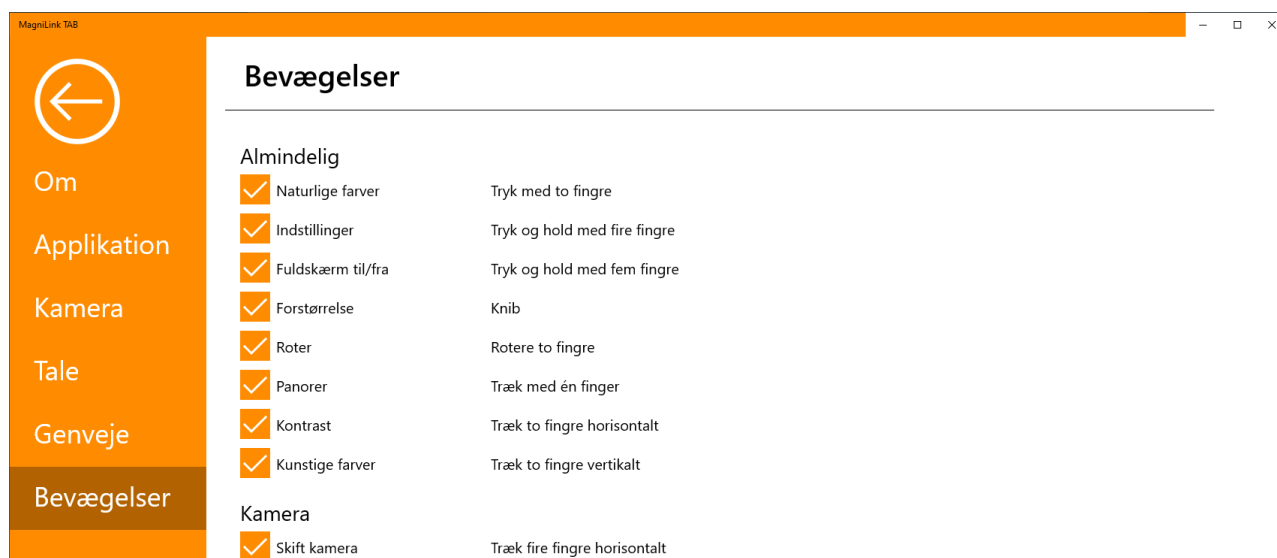 MagniLink TAB
Bevægelser
Om
Applikation
Kamera
Tale
Genveje
Bevægelser
Almindelig
Naturlige farver Tryk med to fingre
Indstillinger Tryk og hold med fire fingre
Fuldskærm til/fra Tryk og hold med fem fingre
Forstørrelse Knib
Roter Rotere to fingre
Panorer Træk med én finger
Kontrast Træk to fingre horisontalt
Kunstige farver Træk to fingre vertikalt
Kamera
Skift kamera Træk fire fingre horisontalt